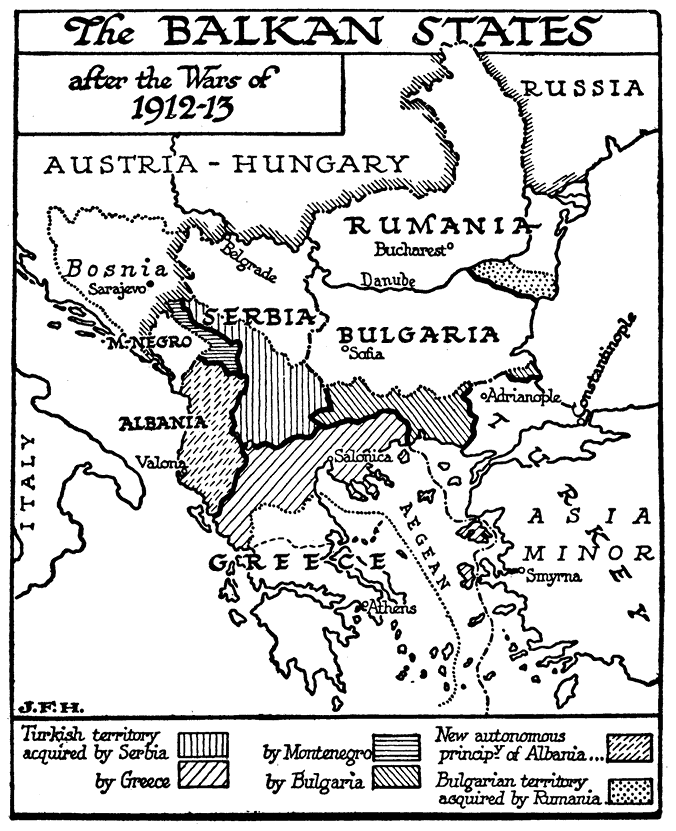 The BALKAN STATES
after the Wars of
1912-13
RUSSIA
AUSTRIA - HUNGARY
RUMANIA
Bucharest
Belgrade
Bosnia
Sarajevo
Danube
SERBIA
BULGARIA
Sofia
M-NEGRO
Constantinople
Adrianople
ALBANIA
TURKEY
ITALY
Valona
Salonica
AEGEAN
ASIA
MINOR
GREECE
Smyrna
Athens
J.F.H.
Turkish territory
acquired by Serbia
by Greece
by Montenegro
by Bulgaria
New autonomous
princip.y of Albania...
Bulgarian territory
acquired by Rumania..